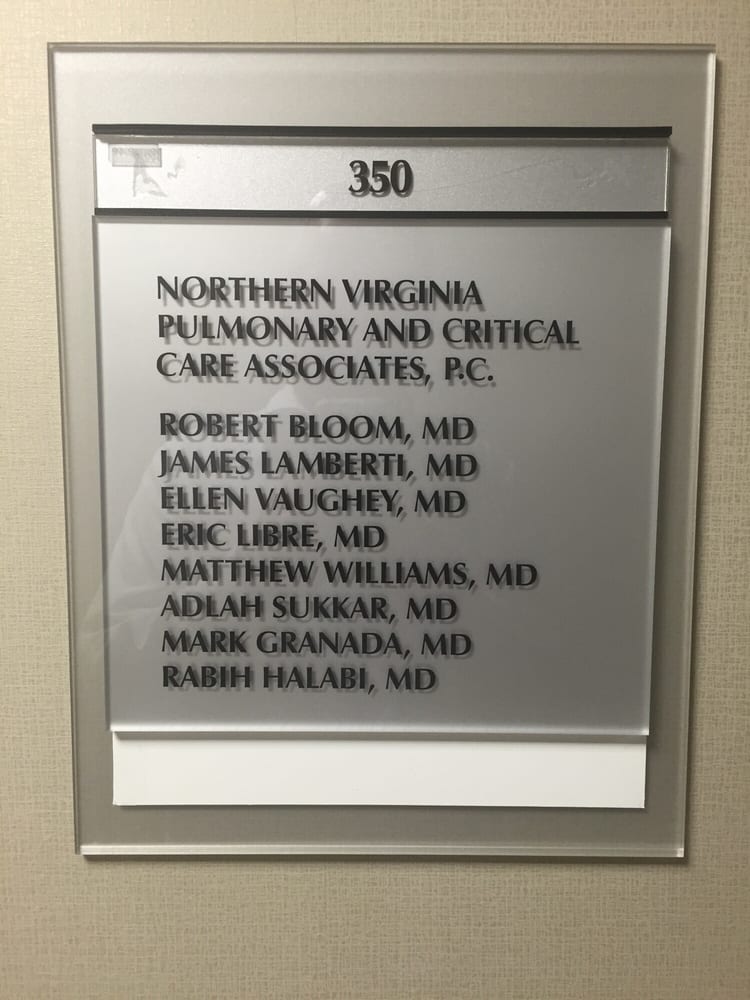 350
NORTHERN VIRGINIA
PULMONARY AND CRITICAL
CARE ASSOCIATES, P.C.
ROBERT BLOOM, MD
JAMES LAMBERTI, MD
ELLEN VAUGHEY, MD
ERIC LIBRE, MD
MATTHEW WILLIAMS, MD
ADLAH SUKKAR, MD
MARK GRANADA, MD
RABIH HALABI, MD